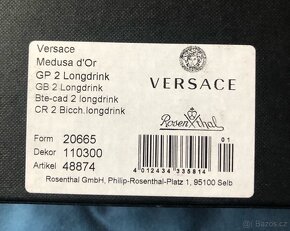 Versace
Medusa d'Or
GP 2 Longdrink
GB 2 Longdrink
Bte-cad 2 longdrink
CR 2 Bicch.longdrink
VERSACE
Rosenthal
Form 20665
Dekor 110300
Artikel 48874
01
4 012434 335814
Rosenthal GmbH, Philip-Rosenthal-Platz 1, 95100 Selb
Bazoš.cz